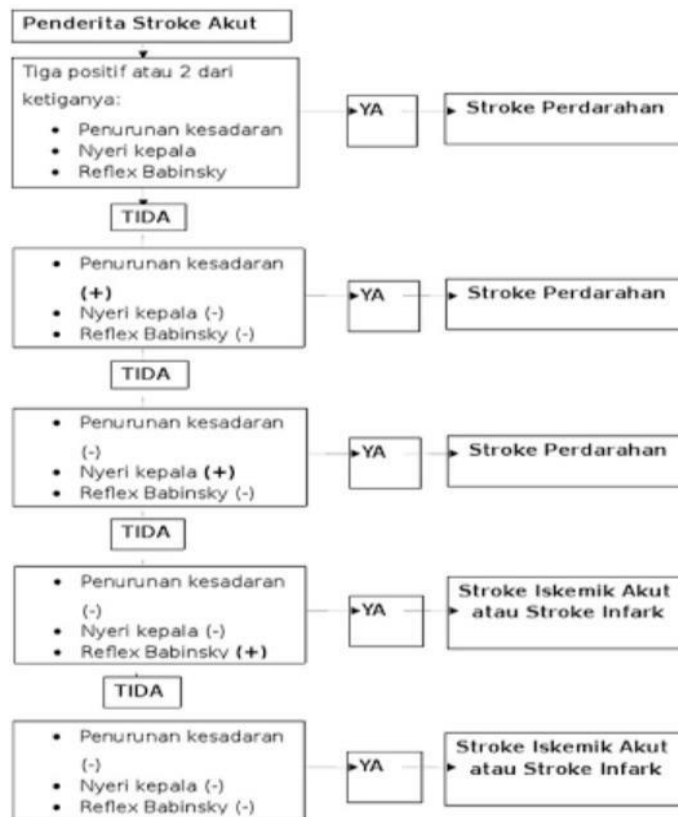 Penderita Stroke Akut
Tiga positif atau 2 dari
ketiganya:
• Penurunan kesadaran
• Nyeri kepala
• Reflex Babinsky
YA
Stroke Perdarahan
TIDA
• Penurunan kesadaran
(+)
• Nyeri kepala (-)
• Reflex Babinsky (-)
YA
Stroke Perdarahan
TIDA
• Penurunan kesadaran
(-)
• Nyeri kepala (+)
• Reflex Babinsky (-)
YA
Stroke Perdarahan
TIDA
• Penurunan kesadaran
(-)
• Nyeri kepala (-)
• Reflex Babinsky (+)
YA
Stroke Iskemik Akut
atau Stroke Infark
TIDA
• Penurunan kesadaran
(-)
• Nyeri kepala (-)
• Reflex Babinsky (-)
YA
Stroke Iskemik Akut
atau Stroke Infark